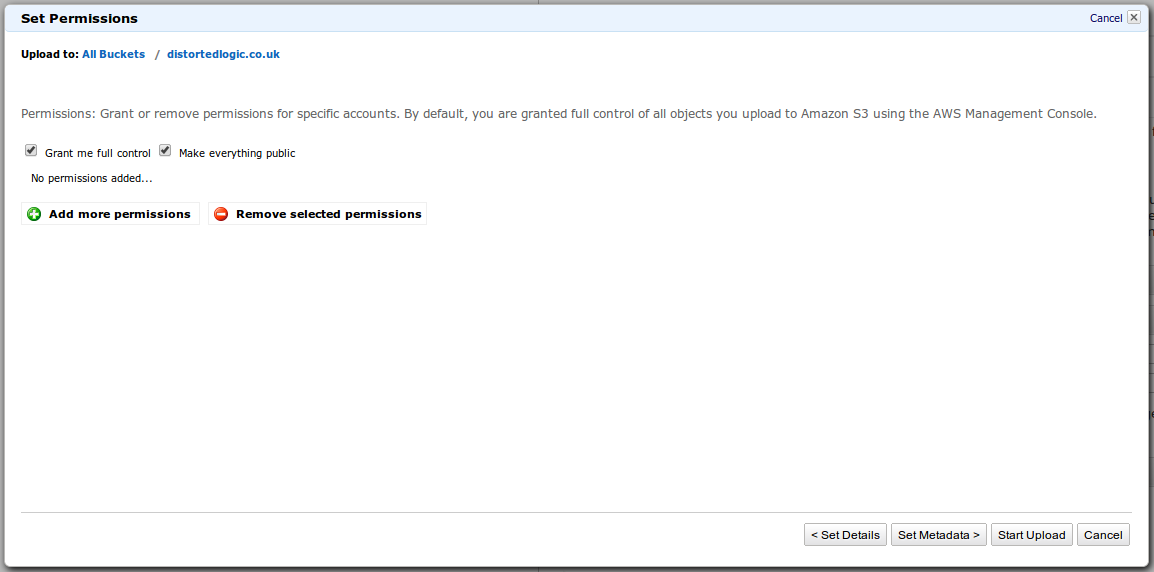 Set Permissions
Cancel
Upload to: All Buckets / distortedlogic.co.uk
Permissions: Grant or remove permissions for specific accounts. By default, you are granted full control of all objects you upload to Amazon S3 using the AWS Management Console.
Grant me full control Make everything public
No permissions added...
Add more permissions Remove selected permissions
< Set Details Set Metadata > Start Upload Cancel